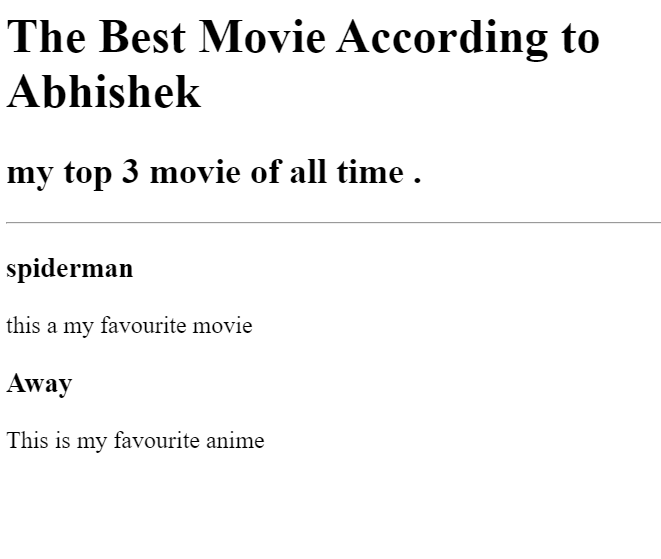 The Best Movie According to
Abhishek
my top 3 movie of all time .
spiderman
this a my favourite movie
Away
This is my favourite anime